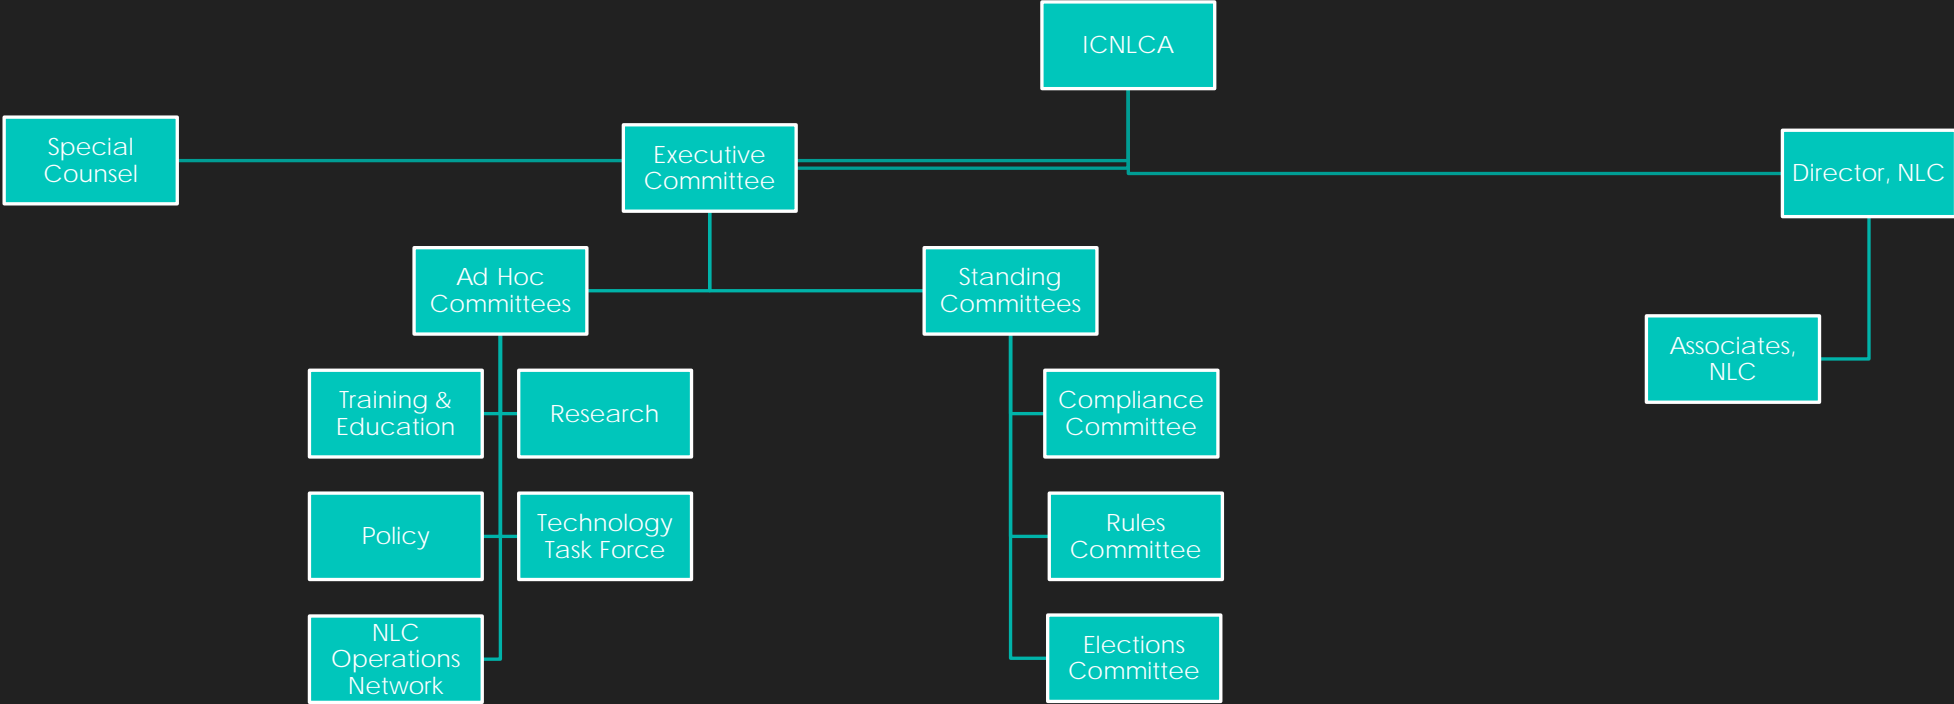 ICNLCA
Special
Counsel
Executive
Committee
Director, NLC
Ad Hoc
Committees
Standing
Committees
Associates,
NLC
Training &
Education
Research
Compliance
Committee
Policy
Technology
Task Force
Rules
Committee
NLC
Operations
Network
Elections
Committee